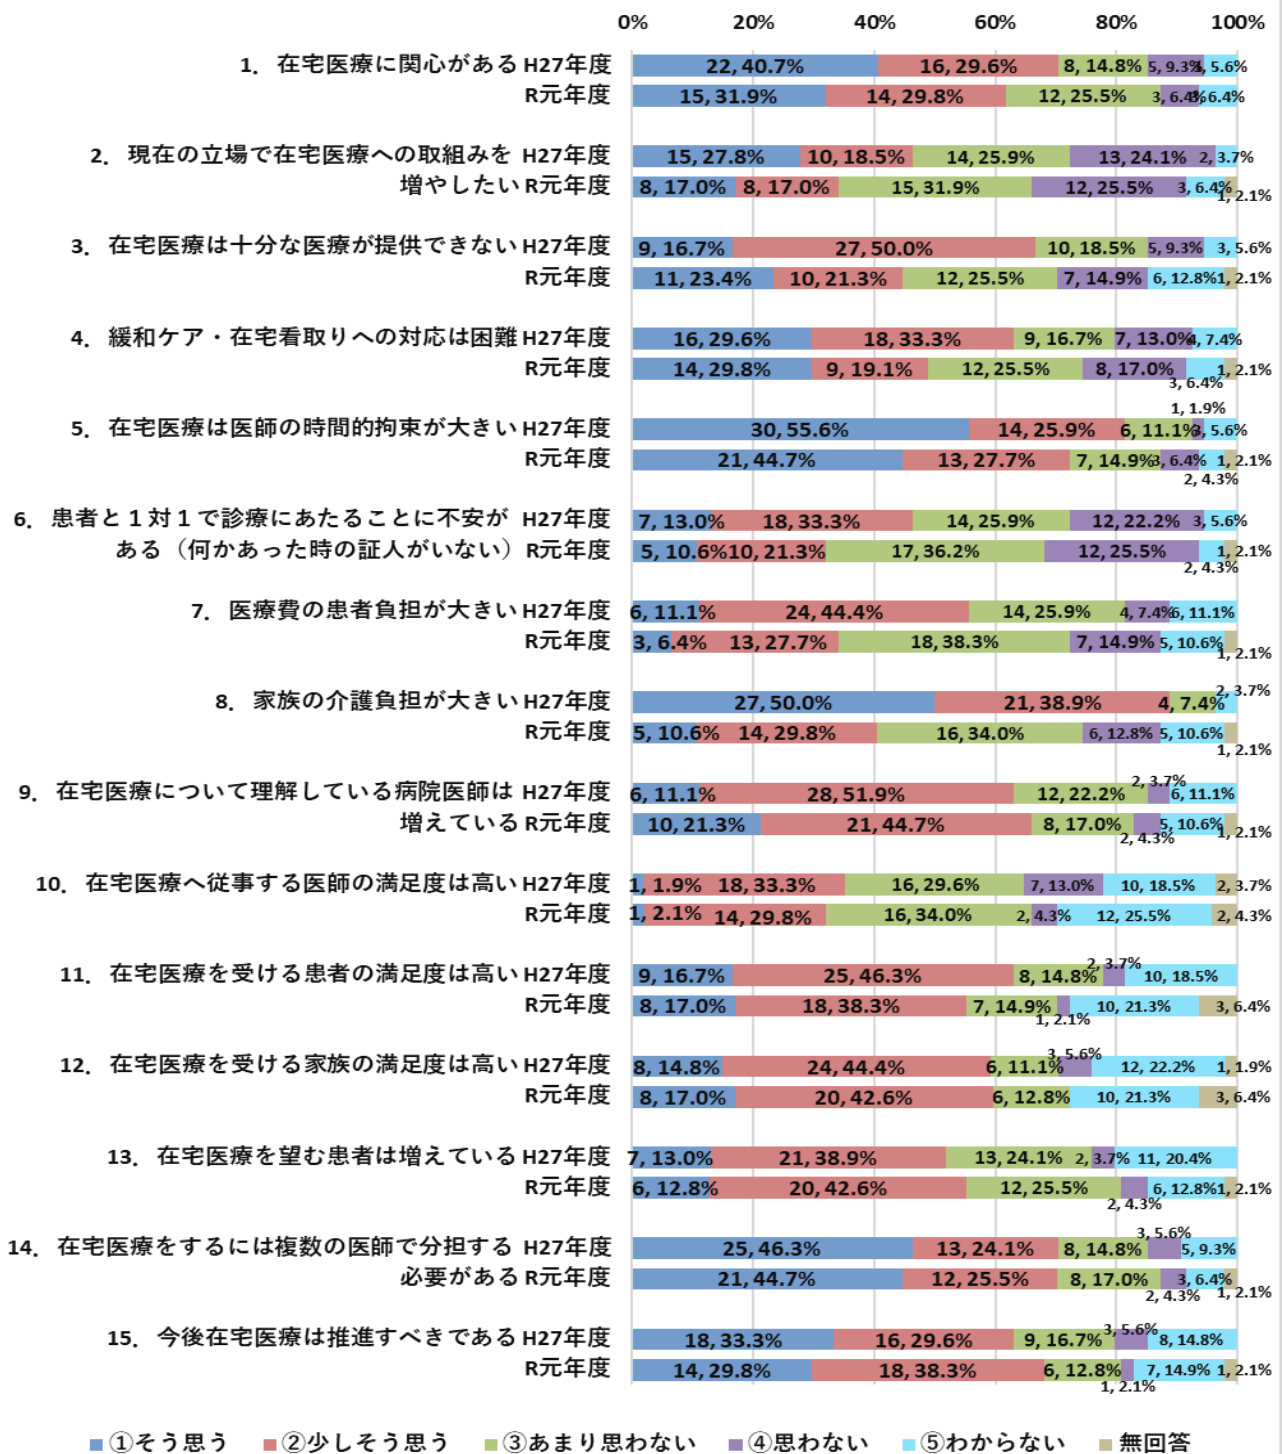 0% 20% 40% 60% 80% 100%
1. 在宅医療に関心がある H27年度 22, 40.7% 16, 29.6% 8, 14.8% 5, 9.3% 5.6%
R元年度 15, 31.9% 14, 29.8% 12, 25.5% 3, 6.4% 3, 6.4%
2. 現在の立場で在宅医療への取組みを H27年度 15, 27.8% 10, 18.5% 14, 25.9% 13, 24.1% 2, 3.7%
増やしたい R元年度 8, 17.0% 8, 17.0% 15, 31.9% 12, 25.5% 3, 6.4% 1, 2.1%
3. 在宅医療は十分な医療が提供できない H27年度 9, 16.7% 27, 50.0% 10, 18.5% 5, 9.3% 3, 5.6%
R元年度 11, 23.4% 10, 21.3% 12, 25.5% 7, 14.9% 6, 12.8% 1, 2.1%
4. 緩和ケア・在宅看取りへの対応は困難 H27年度 16, 29.6% 18, 33.3% 9, 16.7% 7, 13.0% 4, 7.4%
R元年度 14, 29.8% 9, 19.1% 12, 25.5% 8, 17.0% 3, 6.4% 1, 2.1%
5. 在宅医療は医師の時間的拘束が大きい H27年度 30, 55.6% 14, 25.9% 6, 11.1% 1, 1.9% 3, 5.6%
R元年度 21, 44.7% 13, 27.7% 7, 14.9% 3, 6.4% 2, 4.3% 1, 2.1%
6. 患者と１対１で診療にあたることに不安が H27年度 7, 13.0% 18, 33.3% 14, 25.9% 12, 22.2% 3, 5.6%
ある（何かあった時の証人がいない） R元年度 5, 10.6% 10, 21.3% 17, 36.2% 12, 25.5% 2, 4.3% 1, 2.1%
7. 医療費の患者負担が大きい H27年度 6, 11.1% 24, 44.4% 14, 25.9% 4, 7.4% 6, 11.1%
R元年度 3, 6.4% 13, 27.7% 18, 38.3% 7, 14.9% 5, 10.6% 1, 2.1%
8. 家族の介護負担が大きい H27年度 27, 50.0% 21, 38.9% 4, 7.4% 2, 3.7%
R元年度 5, 10.6% 14, 29.8% 16, 34.0% 6, 12.8% 5, 10.6% 1, 2.1%
9. 在宅医療について理解している病院医師は H27年度 6, 11.1% 28, 51.9% 12, 22.2% 2, 3.7% 6, 11.1%
増えている R元年度 10, 21.3% 21, 44.7% 8, 17.0% 2, 4.3% 5, 10.6% 1, 2.1%
10. 在宅医療へ従事する医師の満足度は高い H27年度 1, 1.9% 18, 33.3% 16, 29.6% 7, 13.0% 10, 18.5% 2, 3.7%
R元年度 1, 2.1% 14, 29.8% 16, 34.0% 2, 4.3% 12, 25.5% 2, 4.3%
11. 在宅医療を受ける患者の満足度は高い H27年度 9, 16.7% 25, 46.3% 8, 14.8% 2, 3.7% 10, 18.5%
R元年度 8, 17.0% 18, 38.3% 7, 14.9% 1, 2.1% 10, 21.3% 3, 6.4%
12. 在宅医療を受ける家族の満足度は高い H27年度 8, 14.8% 24, 44.4% 6, 11.1% 3, 5.6% 12, 22.2% 1, 1.9%
R元年度 8, 17.0% 20, 42.6% 6, 12.8% 10, 21.3% 3, 6.4%
13. 在宅医療を望む患者は増えている H27年度 7, 13.0% 21, 38.9% 13, 24.1% 2, 3.7% 11, 20.4%
R元年度 6, 12.8% 20, 42.6% 12, 25.5% 2, 4.3% 6, 12.8% 1, 2.1%
14. 在宅医療をするには複数の医師で分担する H27年度 25, 46.3% 13, 24.1% 8, 14.8% 3, 5.6% 5, 9.3%
必要がある R元年度 21, 44.7% 12, 25.5% 8, 17.0% 2, 4.3% 3, 6.4% 1, 2.1%
15. 今後在宅医療は推進すべきである H27年度 18, 33.3% 16, 29.6% 9, 16.7% 3, 5.6% 8, 14.8%
R元年度 14, 29.8% 18, 38.3% 6, 12.8% 1, 2.1% 7, 14.9% 1, 2.1%
①そう思う ②少しそう思う ③あまり思わない ④思わない ⑤わからない 無回答